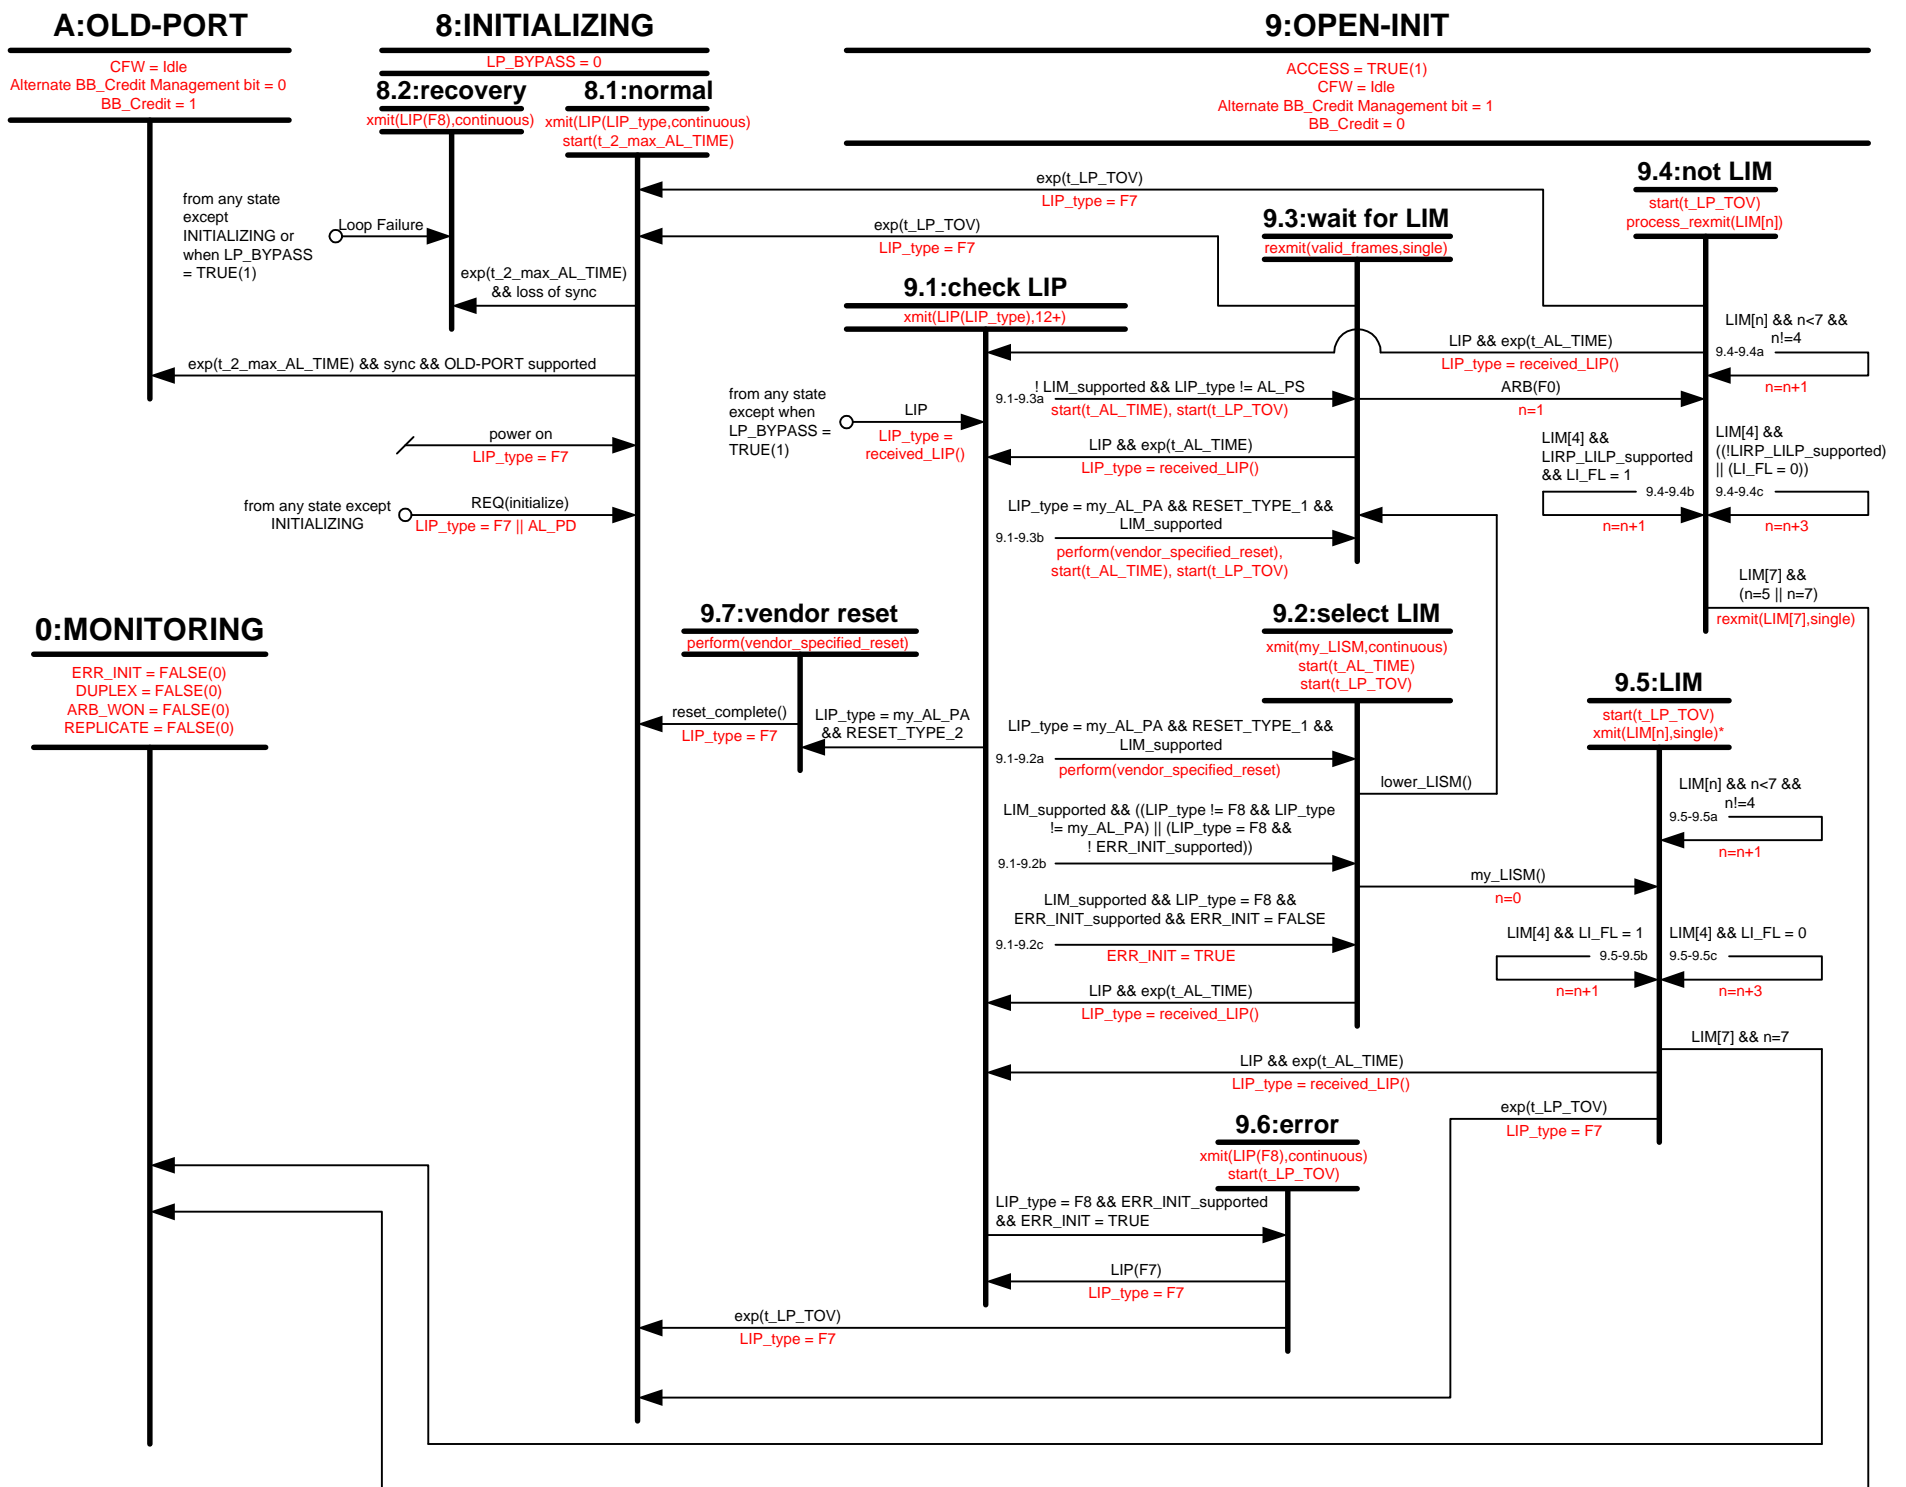 A:OLD-PORT
CFW = Idle
Alternate BB_Credit Management bit = 0
BB_Credit = 1
8:INITIALIZING
LP_BYPASS = 0
8.2:recovery
xmit(LIP(F8),continuous)
8.1:normal
xmit(LIP(LIP_type,continuous)
start(t_2_max_AL_TIME)
9:OPEN-INIT
ACCESS = TRUE(1)
CFW = Idle
Alternate BB_Credit Management bit = 1
BB_Credit = 0
9.4:not LIM
start(t_LP_TOV)
process_rexmit(LIM[n])
exp(t_LP_TOV)
LIP_type = F7
9.3:wait for LIM
rexmit(valid_frames,single)
exp(t_LP_TOV)
LIP_type = F7
from any state
except
INITIALIZING or
when LP_BYPASS
= TRUE(1)
Loop Failure
exp(t_2_max_AL_TIME)
&& loss of sync
9.1:check LIP
xmit(LIP(LIP_type),12+)
LIP && exp(t_AL_TIME)
LIP_type = received_LIP()
LIM[n] && n<7 &&
n!=4
9.4-9.4a
n=n+1
exp(t_2_max_AL_TIME) && sync && OLD-PORT supported
from any state
except when
LP_BYPASS =
TRUE(1)
LIP
LIP_type =
received_LIP()
! LIM_supported && LIP_type != AL_PS
9.1-9.3a
start(t_AL_TIME), start(t_LP_TOV)
ARB(F0)
n=1
power on
LIP_type = F7
LIP && exp(t_AL_TIME)
LIP_type = received_LIP()
LIM[4] &&
LIRP_LILP_supported
&& LI_FL = 1
9.4-9.4b
n=n+1
LIM[4] &&
((!LIRP_LILP_supported)
|| (LI_FL = 0))
9.4-9.4c
n=n+3
from any state except
INITIALIZING
REQ(initialize)
LIP_type = F7 || AL_PD
LIP_type = my_AL_PA && RESET_TYPE_1 &&
LIM_supported
9.1-9.3b
perform(vendor_specified_reset),
start(t_AL_TIME), start(t_LP_TOV)
LIM[7] &&
(n=5 || n=7)
rexmit(LIM[7],single)
0:MONITORING
ERR_INIT = FALSE(0)
DUPLEX = FALSE(0)
ARB_WON = FALSE(0)
REPLICATE = FALSE(0)
9.7:vendor reset
perform(vendor_specified_reset)
9.2:select LIM
xmit(my_LISM,continuous)
start(t_AL_TIME)
start(t_LP_TOV)
9.5:LIM
start(t_LP_TOV)
xmit(LIM[n],single)*
reset_complete()
LIP_type = F7
LIP_type = my_AL_PA
&& RESET_TYPE_2
LIP_type = my_AL_PA && RESET_TYPE_1 &&
LIM_supported
9.1-9.2a
perform(vendor_specified_reset)
lower_LISM()
LIM[n] && n<7 &&
n!=4
9.5-9.5a
n=n+1
LIM_supported && ((LIP_type != F8 && LIP_type
!= my_AL_PA) || (LIP_type = F8 &&
! ERR_INIT_supported))
9.1-9.2b
my_LISM()
n=0
LIM_supported && LIP_type = F8 &&
ERR_INIT_supported && ERR_INIT = FALSE
9.1-9.2c
ERR_INIT = TRUE
LIM[4] && LI_FL = 1
9.5-9.5b
n=n+1
LIM[4] && LI_FL = 0
9.5-9.5c
n=n+3
LIP && exp(t_AL_TIME)
LIP_type = received_LIP()
LIM[7] && n=7
LIP && exp(t_AL_TIME)
LIP_type = received_LIP()
exp(t_LP_TOV)
LIP_type = F7
9.6:error
xmit(LIP(F8),continuous)
start(t_LP_TOV)
LIP_type = F8 && ERR_INIT_supported
&& ERR_INIT = TRUE
LIP(F7)
LIP_type = F7
exp(t_LP_TOV)
LIP_type = F7